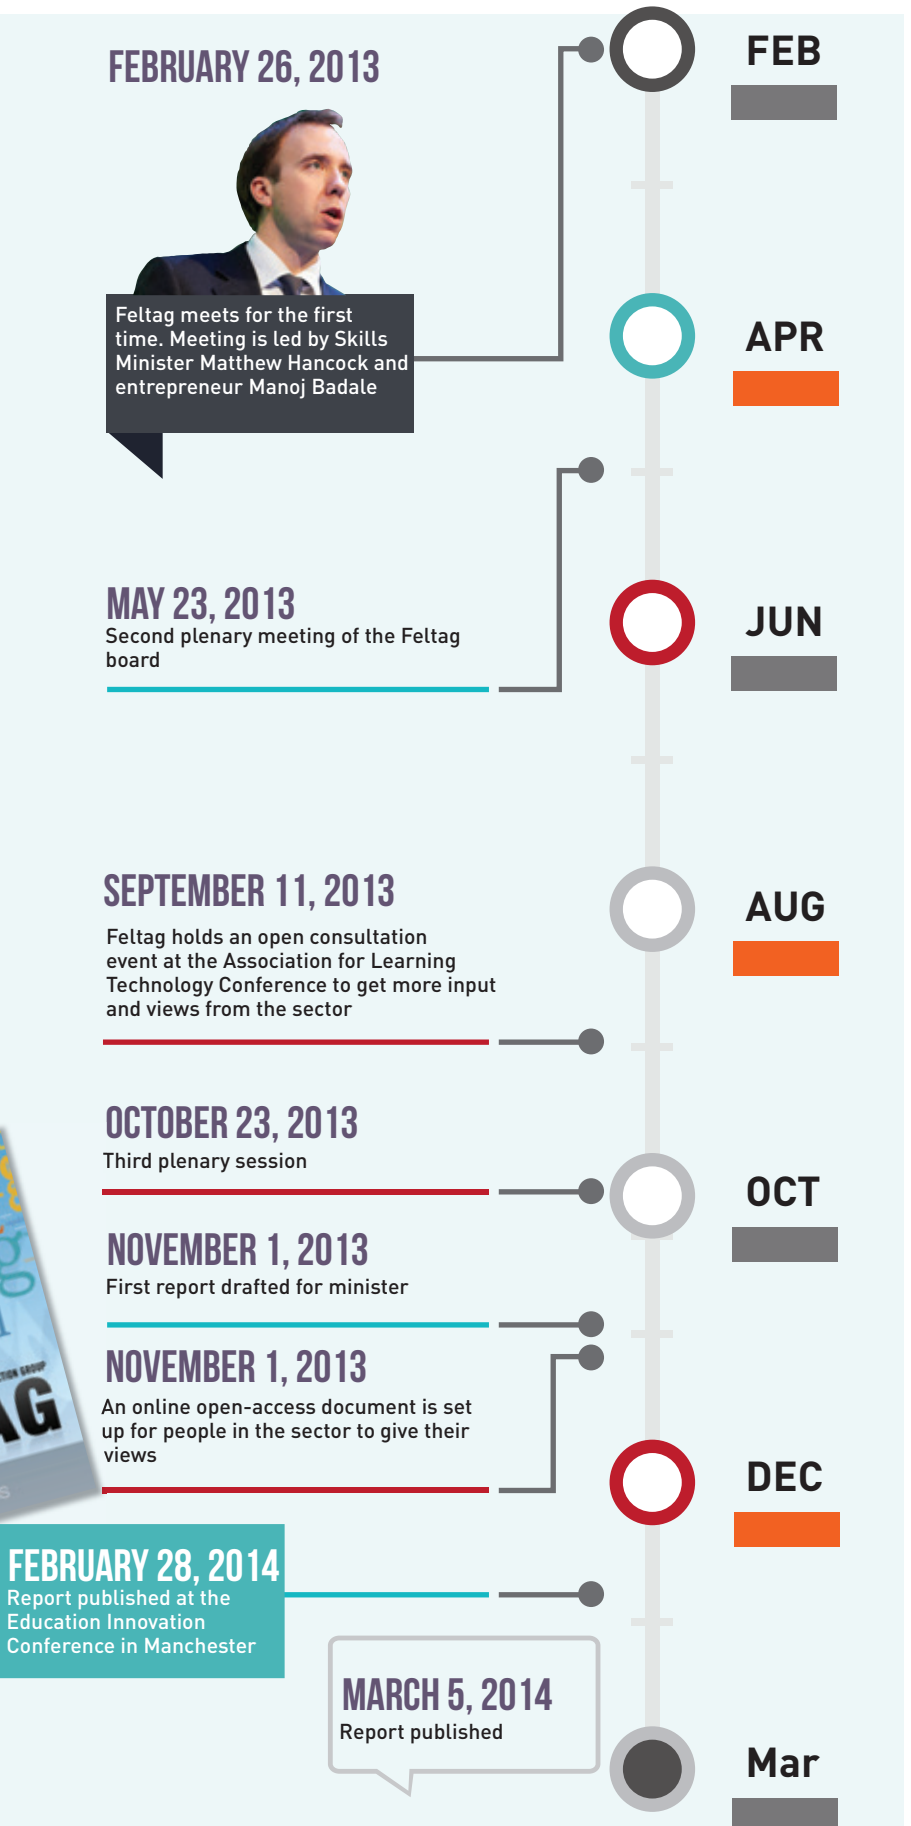 FEBRUARY 26, 2013
FEB
Feltag meets for the first
time. Meeting is led by Skills
Minister Matthew Hancock and
entrepreneur Manoj Badale
APR
MAY 23, 2013
Second plenary meeting of the Feltag
board
JUN
SEPTEMBER 11, 2013
Feltag holds an open consultation
event at the Association for Learning
Technology Conference to get more input
and views from the sector
AUG
OCTOBER 23, 2013
Third plenary session
OCT
NOVEMBER 1, 2013
First report drafted for minister
NOVEMBER 1, 2013
An online open-access document is set
up for people in the sector to give their
views
GROUP
AG
DEC
FEBRUARY 28, 2014
Report published at the
Education Innovation
Conference in Manchester
MARCH 5, 2014
Report published
Mar